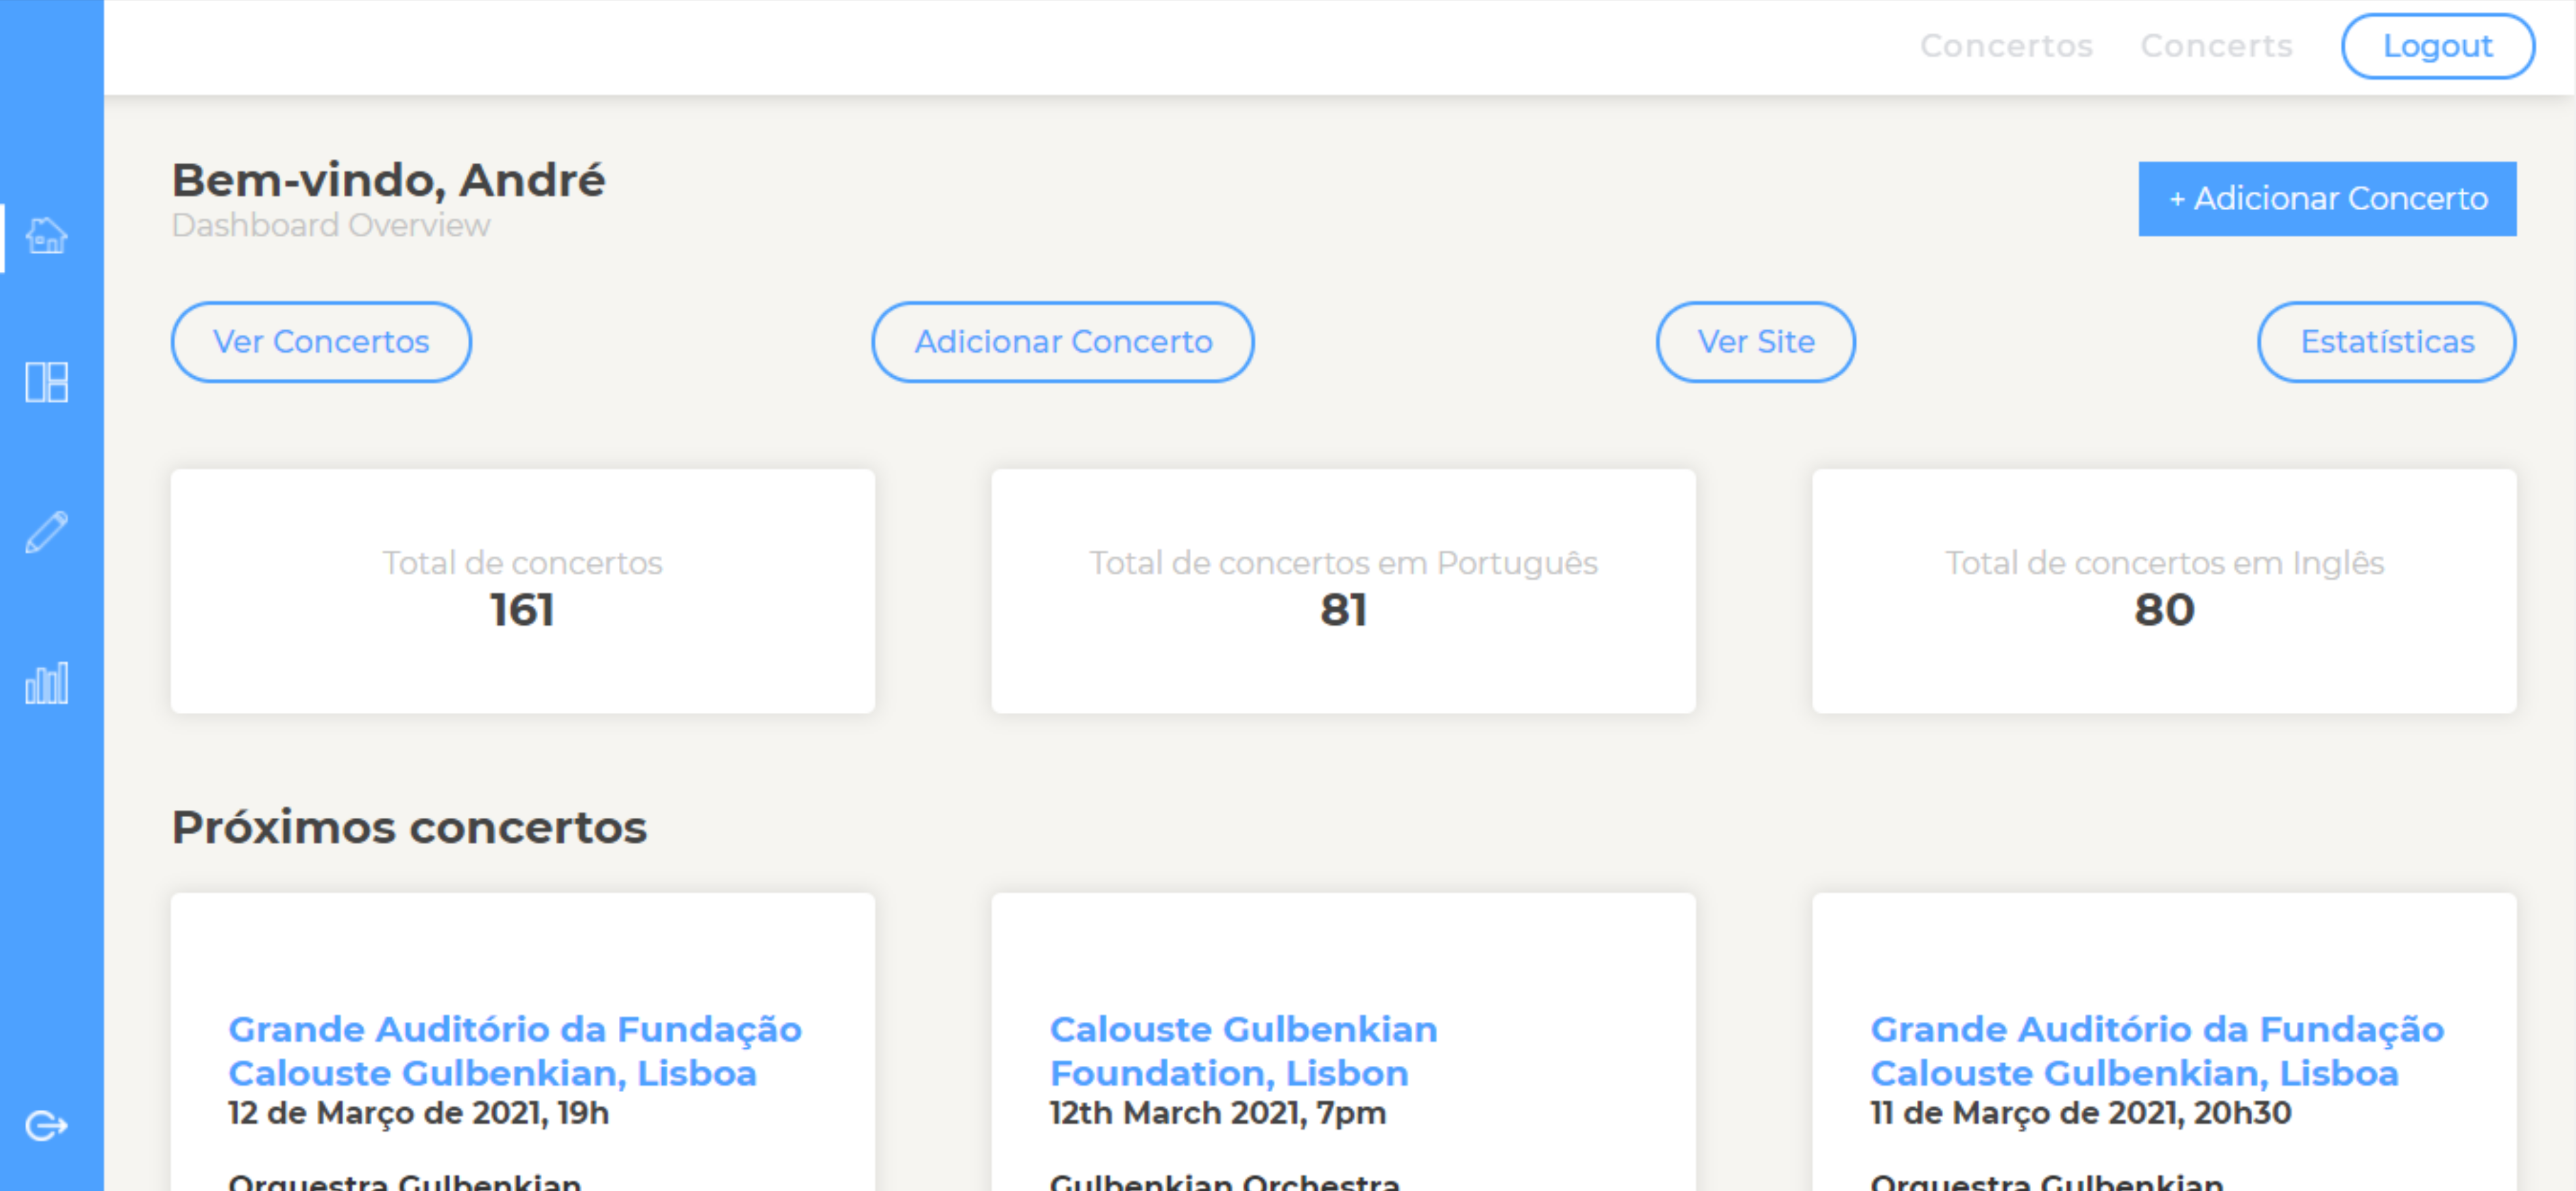 Concertos Concerts Logout
Bem-vindo, André
Dashboard Overview
+ Adicionar Concerto
Ver Concertos
Adicionar Concerto
Ver Site
Estatísticas
Total de concertos
161
Total de concertos em Português
81
Total de concertos em Inglês
80
Próximos concertos
Grande Auditório da Fundação
Calouste Gulbenkian, Lisboa
12 de Março de 2021, 19h
Orquestra Gulbenkian
Calouste Gulbenkian
Foundation, Lisbon
12th March 2021, 7pm
Gulbenkian Orchestra
Grande Auditório da Fundação
Calouste Gulbenkian, Lisboa
11 de Março de 2021, 20h30
Orquestra Gulbenkian